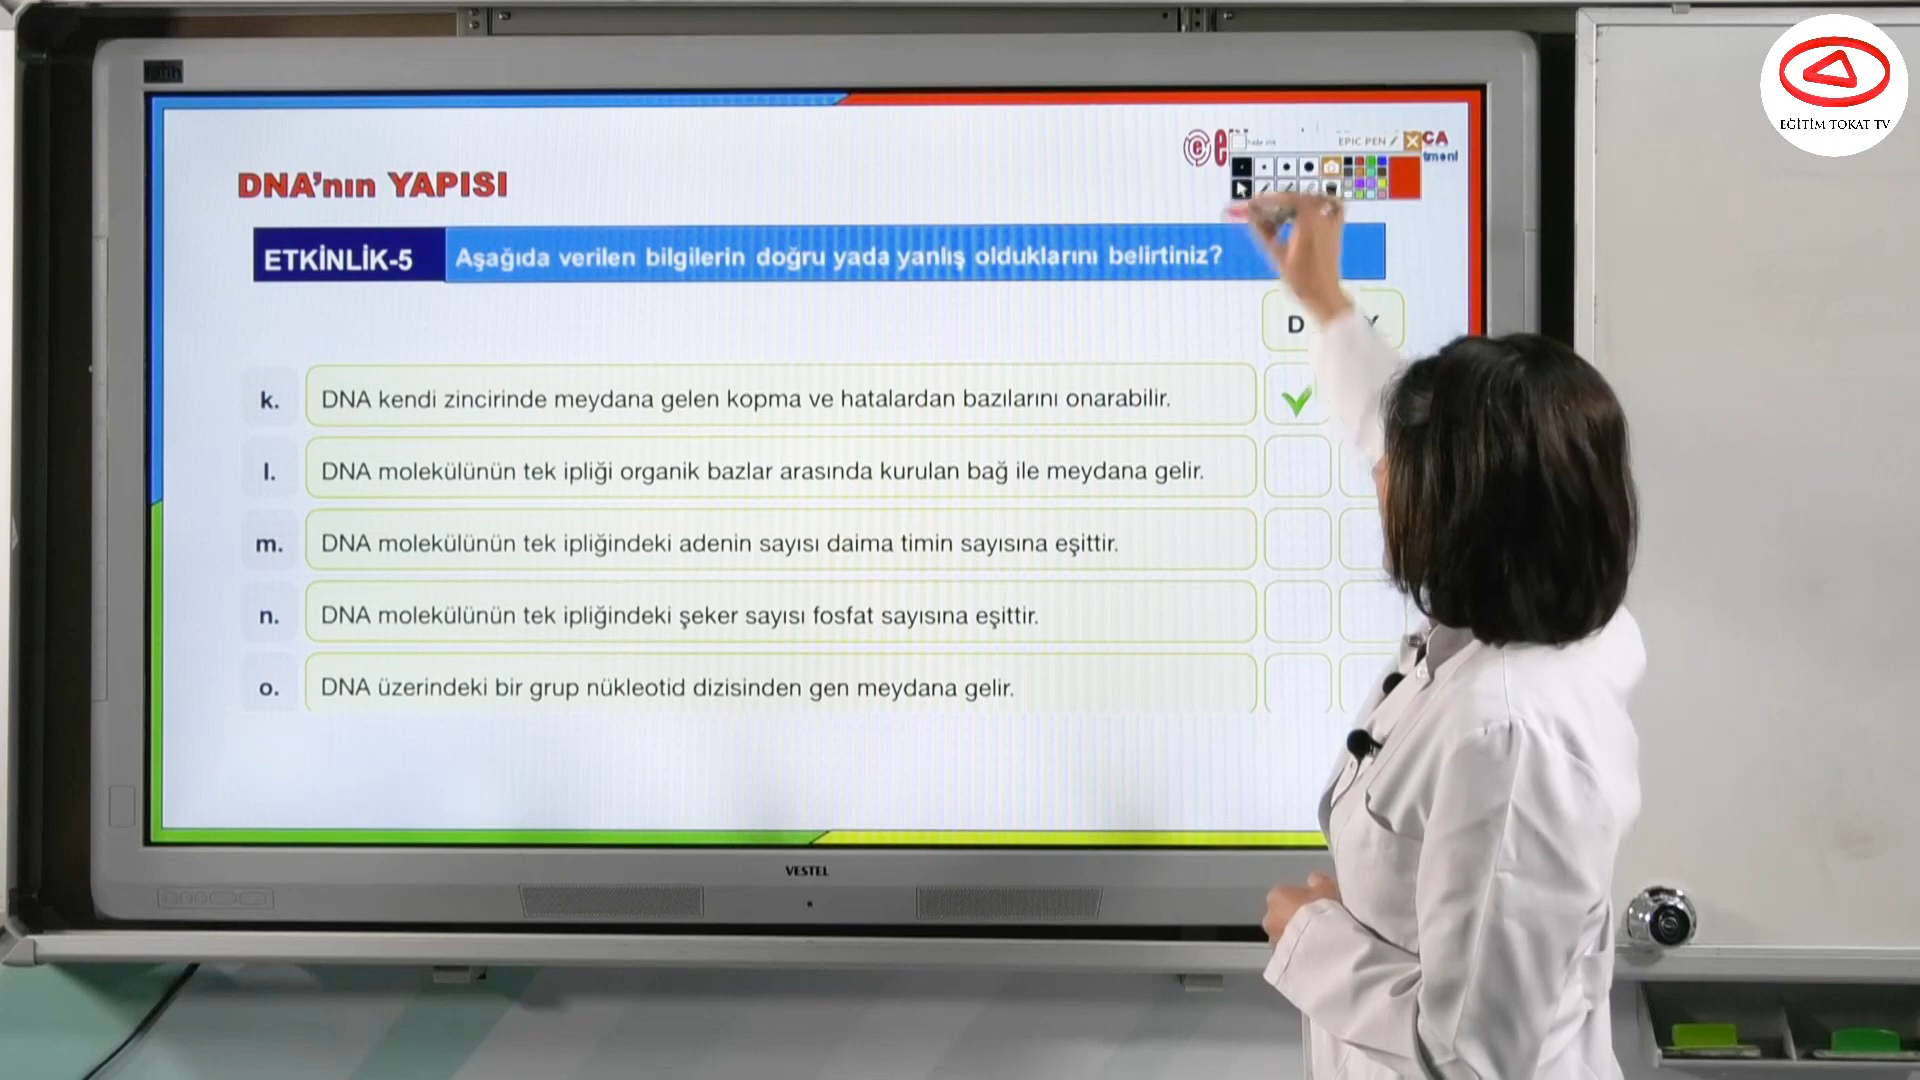 EĞİTİM TOKAT TV
hide ink
EPIC PEN
CA
DNA'nın YAPISI
ETKİNLİK-5
Aşağıda verilen bilgilerin doğru yada yanlış olduklarını belirtiniz?
D Y
k. DNA kendi zincirinde meydana gelen kopma ve hatalardan bazılarını onarabilir.
l. DNA molekülünün tek ipliği organik bazlar arasında kurulan bağ ile meydana gelir.
m. DNA molekülünün tek ipliğindeki adenin sayısı daima timin sayısına eşittir.
n. DNA molekülünün tek ipliğindeki şeker sayısı fosfat sayısına eşittir.
o. DNA üzerindeki bir grup nükleotid dizisinden gen meydana gelir.
VESTEL